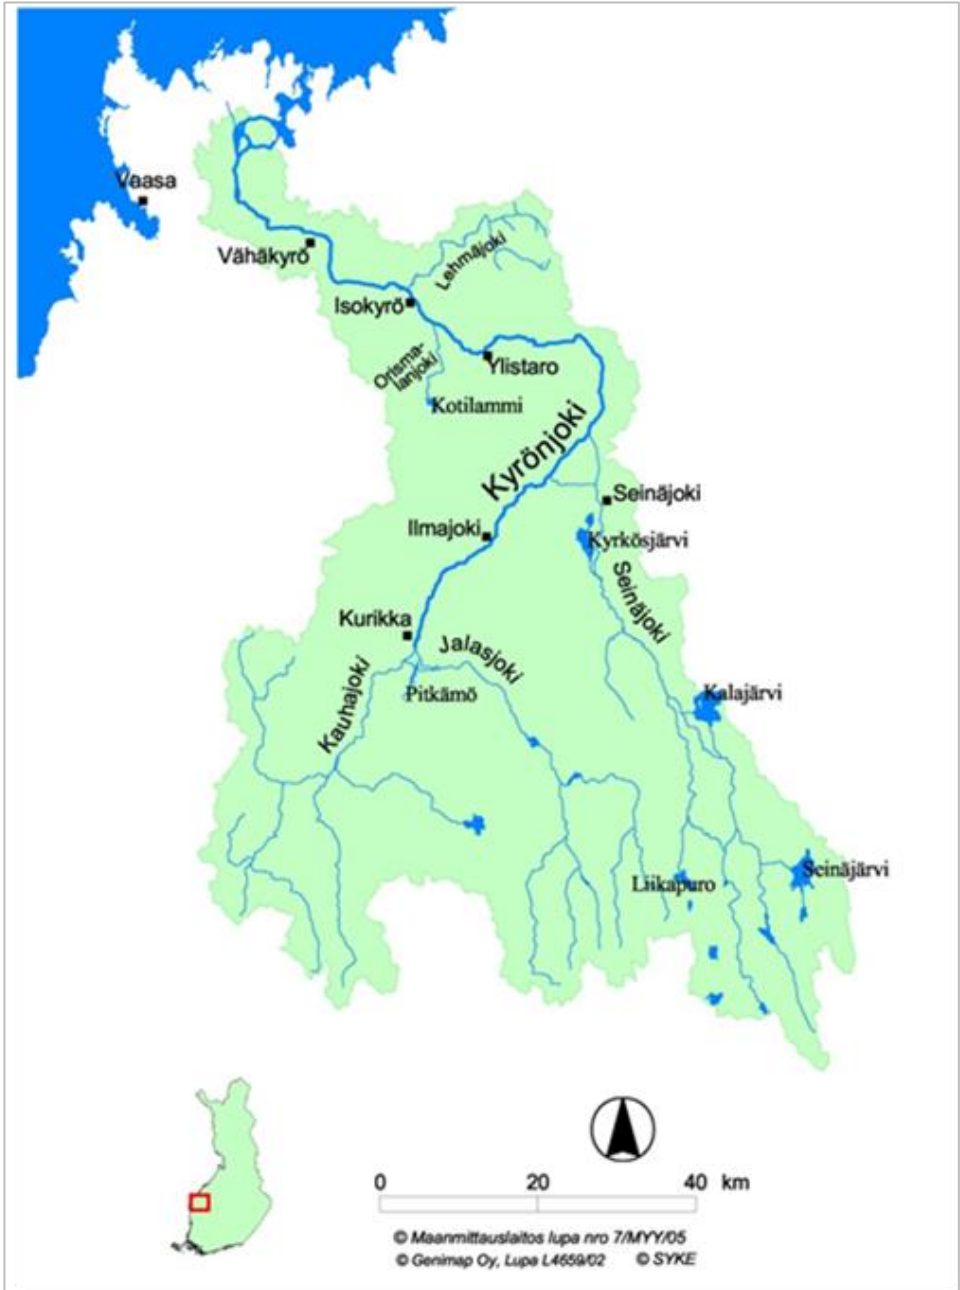 Vaasa
Vähäkyrö
Lehmäjoki
Isokyrö
Orisma-
lanjoki
Ylistaro
Kotilammi
Kyrönjoki
Seinäjoki
Ilmajoki
Kyrkösjärvi
Seinäjoki
Kurikka
Jalasjoki
Kauhajoki
Pitkämö
Kalajärvi
Liikapuro
Seinäjärvi
0 20 40 km
© Maanmittauslaitos lupa nro 7/MYY/05
© Genimap Oy, Lupa L4659/02 © SYKE